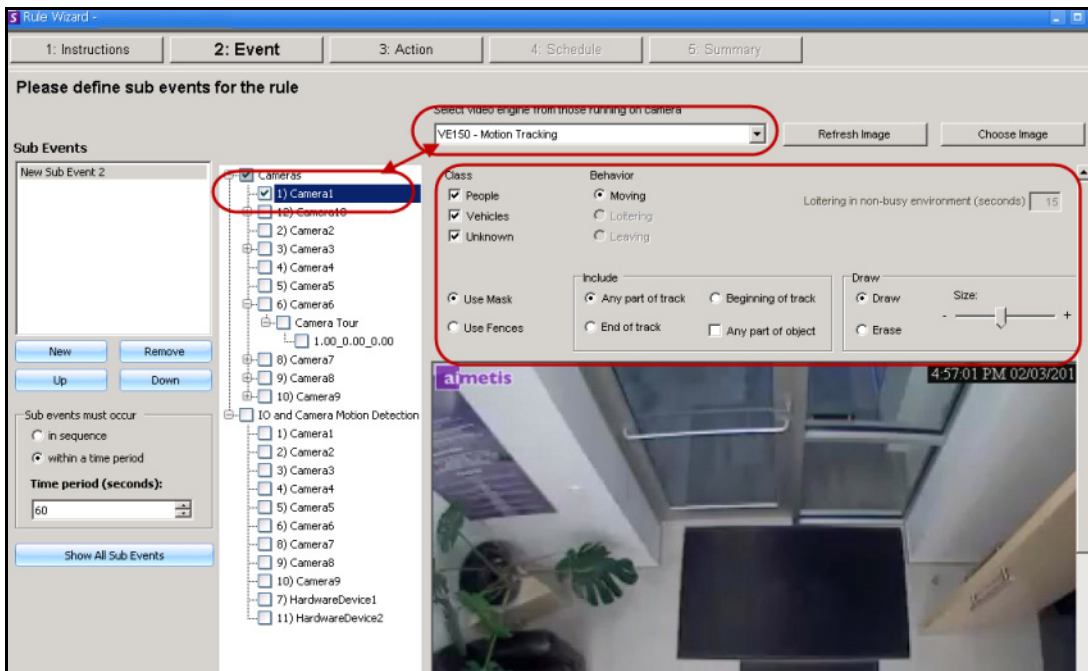 S Rule Wizard -
1: Instructions
2: Event
3: Action
4: Schedule
5: Summary
Please define sub events for the rule
Select video engine from those running on camera
VE150 - Motion Tracking
Refresh Image
Choose Image
Sub Events
New Sub Event 2
New
Remove
Up
Down
Sub events must occur
in sequence
within a time period
Time period (seconds):
60
Show All Sub Events
Cameras
1) Camera1
12) Camera10
2) Camera2
3) Camera3
4) Camera4
5) Camera5
6) Camera6
Camera Tour
1.00_0.00_0.00
8) Camera7
9) Camera8
10) Camera9
IO and Camera Motion Detection
1) Camera1
2) Camera2
3) Camera3
4) Camera4
5) Camera5
6) Camera6
8) Camera7
9) Camera8
10) Camera9
7) HardwareDevice1
11) HardwareDevice2
Class
People
Vehicles
Unknown
Behavior
Moving
Loitering
Leaving
Loitering in non-busy environment (seconds) 15
Use Mask
Use Fences
Include
Any part of track
Beginning of track
End of track
Any part of object
Draw
Draw
Erase
Size:
- +
aimetis
4:57:01 PM 02/03/201